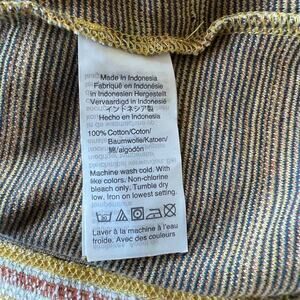 Made in Indonesia
Fabriqué en Indonésie
in Indonesien Hergestellt
Vervaardigd in Indonesië
インドネシア製
Hecho en Indonesia
100% Cotton/Coton/
Baumwolle/Katoen/
綿/algodón
Machine wash cold. With
like colors. Non-chlorine
bleach only. Tumble dry
low. Iron on lowest setting.
Laver à la machine à l'eau
froide. Avec des couleurs